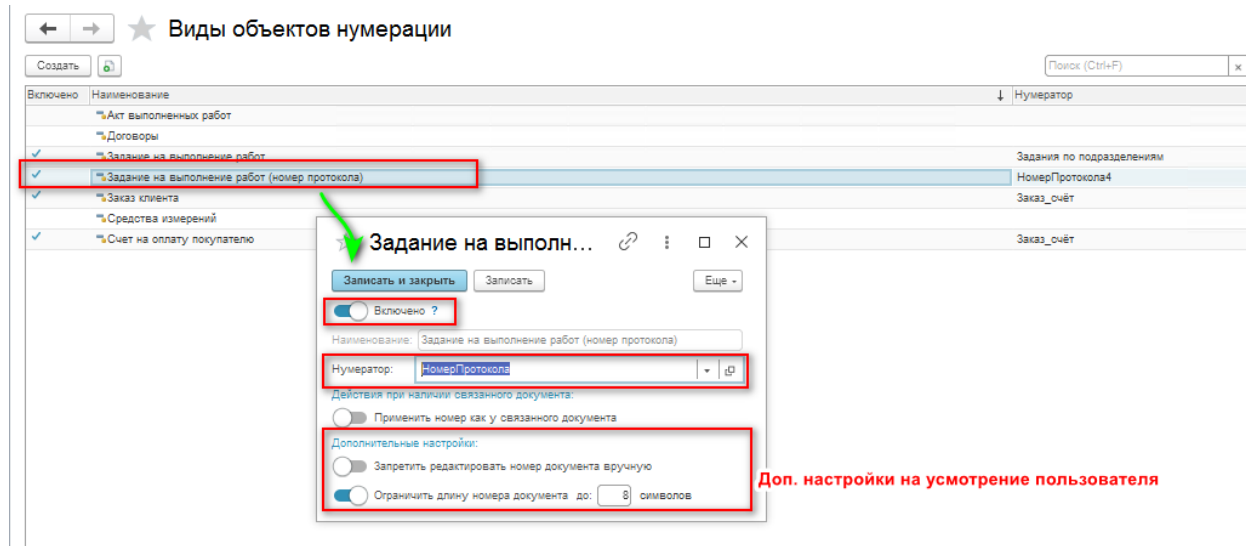 Виды объектов нумерации
Создать
Поиск (Ctrl+F) x
Включено Наименование ↓ Нумератор
Акт выполненных работ
Договоры
Задание на выполнение работ Задания по подразделениям
Задание на выполнение работ (номер протокола) НомерПротокола4
Заказ клиента Заказ_счёт
Средства измерений
Счет на оплату покупателю Заказ_счёт
Задание на выполн...
Записать и закрыть Записать Еще
Включено ?
Наименование: Задание на выполнение работ (номер протокола)
Нумератор: НомерПротокола
Действия при наличии связанного документа:
Применить номер как у связанного документа
Дополнительные настройки:
Запретить редактировать номер документа вручную
Ограничить длину номера документа до: 8 символов
Доп. настройки на усмотрение пользователя